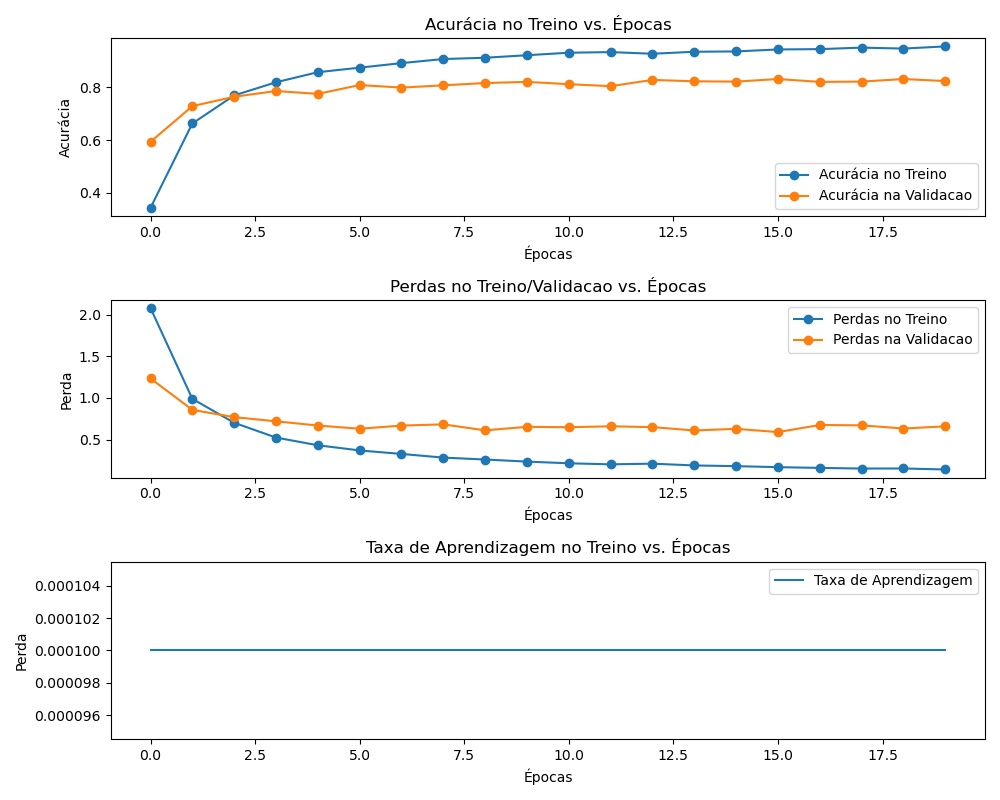 Acurácia no Treino vs. Épocas
Acurácia
0.8
0.6
0.4
Acurácia no Treino
Acurácia na Validacao
0.0 2.5 5.0 7.5 10.0 12.5 15.0 17.5
Épocas
Perdas no Treino/Validacao vs. Épocas
Perda
2.0
1.5
1.0
0.5
Perdas no Treino
Perdas na Validacao
0.0 2.5 5.0 7.5 10.0 12.5 15.0 17.5
Épocas
Taxa de Aprendizagem no Treino vs. Épocas
Perda
0.000104
0.000102
0.000100
0.000098
0.000096
Taxa de Aprendizagem
0.0 2.5 5.0 7.5 10.0 12.5 15.0 17.5
Épocas